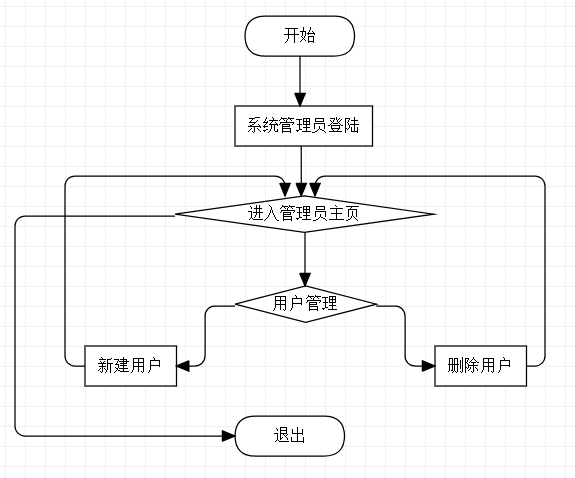 开始
系统管理员登陆
进入管理员主页
用户管理
新建用户
删除用户
退出